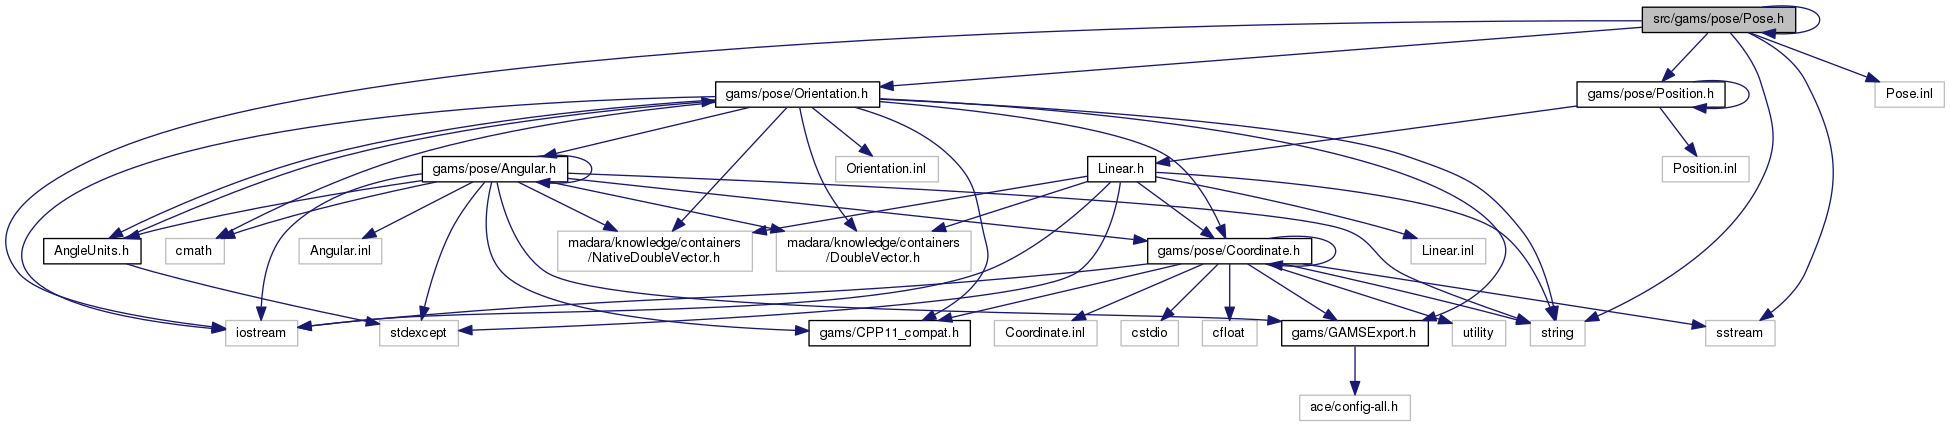 src/gams/pose/Pose.h
gams/pose/Orientation.h
gams/pose/Position.h
Pose.inl
gams/pose/Angular.h
Orientation.inl
Linear.h
Position.inl
AngleUnits.h
cmath
Angular.inl
madara/knowledge/containers
/NativeDoubleVector.h
madara/knowledge/containers
/DoubleVector.h
gams/pose/Coordinate.h
Linear.inl
iostream
stdexcept
gams/CPP11_compat.h
Coordinate.inl
cstdio
cfloat
gams/GAMSExport.h
utility
string
sstream
ace/config-all.h